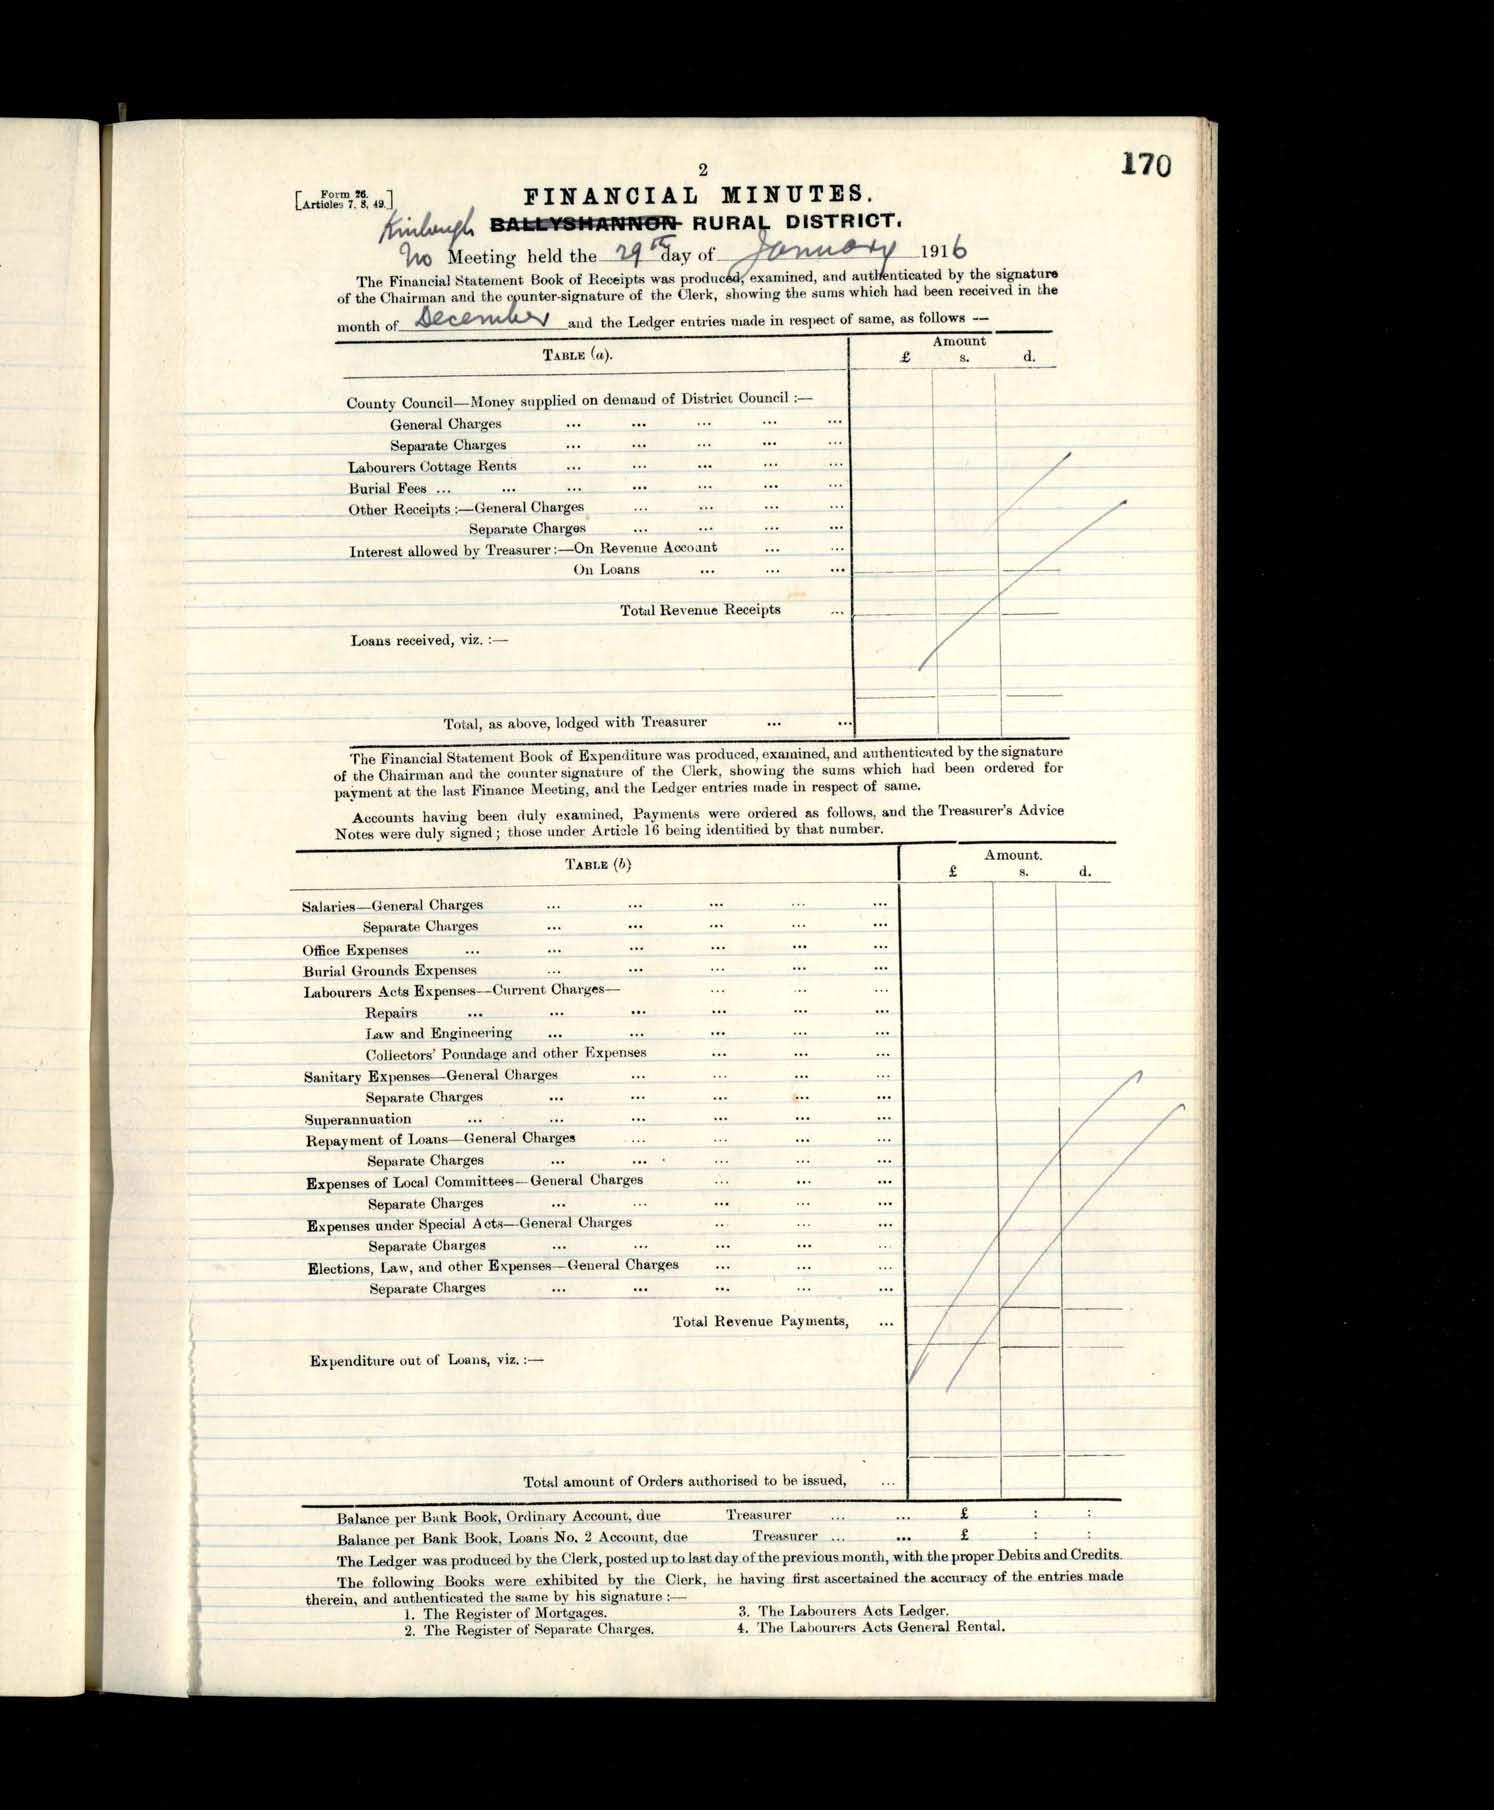 170
2
[Form 26.
Articles 7, 8, 49.]
FINANCIAL MINUTES.
Kinlough BALLYSHANNON RURAL DISTRICT.
No Meeting held the 29th day of January 1916
The Financial Statement Book of Receipts was produced, examined, and authenticated by the signature
of the Chairman and the counter-signature of the Clerk, showing the sums which had been received in the
month of December and the Ledger entries made in respect of same, as follows —
TABLE (a).
Amount
£ s. d.
County Council—Money supplied on demand of District Council :—
General Charges ... ... ... ... ...
Separate Charges ... ... ... ... ...
Labourers Cottage Rents ... ... ... ... ...
Burial Fees ... ... ... ... ... ... ...
Other Receipts :—General Charges ... ... ... ...
Separate Charges ... ... ... ...
Interest allowed by Treasurer :—On Revenue Account ... ...
On Loans ... ... ...
Total Revenue Receipts ...
Loans received, viz. :—
Total, as above, lodged with Treasurer ... ...
The Financial Statement Book of Expenditure was produced, examined, and authenticated by the signature
of the Chairman and the counter signature of the Clerk, showing the sums which had been ordered for
payment at the last Finance Meeting, and the Ledger entries made in respect of same.
Accounts having been duly examined, Payments were ordered as follows, and the Treasurer's Advice
Notes were duly signed ; those under Article 16 being identified by that number.
TABLE (b)
Amount.
£ s. d.
Salaries—General Charges ... ... ... ... ...
Separate Charges ... ... ... ... ...
Office Expenses ... ... ... ... ... ...
Burial Grounds Expenses ... ... ... ... ...
Labourers Acts Expenses—Current Charges— ... ... ...
Repairs ... ... ... ... ... ...
Law and Engineering ... ... ... ... ...
Collectors' Poundage and other Expenses ... ... ...
Sanitary Expenses—General Charges ... ... ... ...
Separate Charges ... ... ... ... ...
Superannuation ... ... ... ... ... ...
Repayment of Loans—General Charges ... ... ... ...
Separate Charges ... ... ... ... ...
Expenses of Local Committees—General Charges ... ... ...
Separate Charges ... ... ... ... ...
Expenses under Special Acts—General Charges ... ... ...
Separate Charges ... ... ... ... ...
Elections, Law, and other Expenses—General Charges ... ... ...
Separate Charges ... ... ... ... ...
Total Revenue Payments, ...
Expenditure out of Loans, viz. :—
Total amount of Orders authorised to be issued, ...
Balance per Bank Book, Ordinary Account, due Treasurer ... ... £ : :
Balance per Bank Book, Loans No. 2 Account, due Treasurer ... ... £ : :
The Ledger was produced by the Clerk, posted up to last day of the previous month, with the proper Debits and Credits.
The following Books were exhibited by the Clerk, he having first ascertained the accuracy of the entries made
therein, and authenticated the same by his signature :—
1. The Register of Mortgages. 3. The Labourers Acts Ledger.
2. The Register of Separate Charges. 4. The Labourers Acts General Rental.